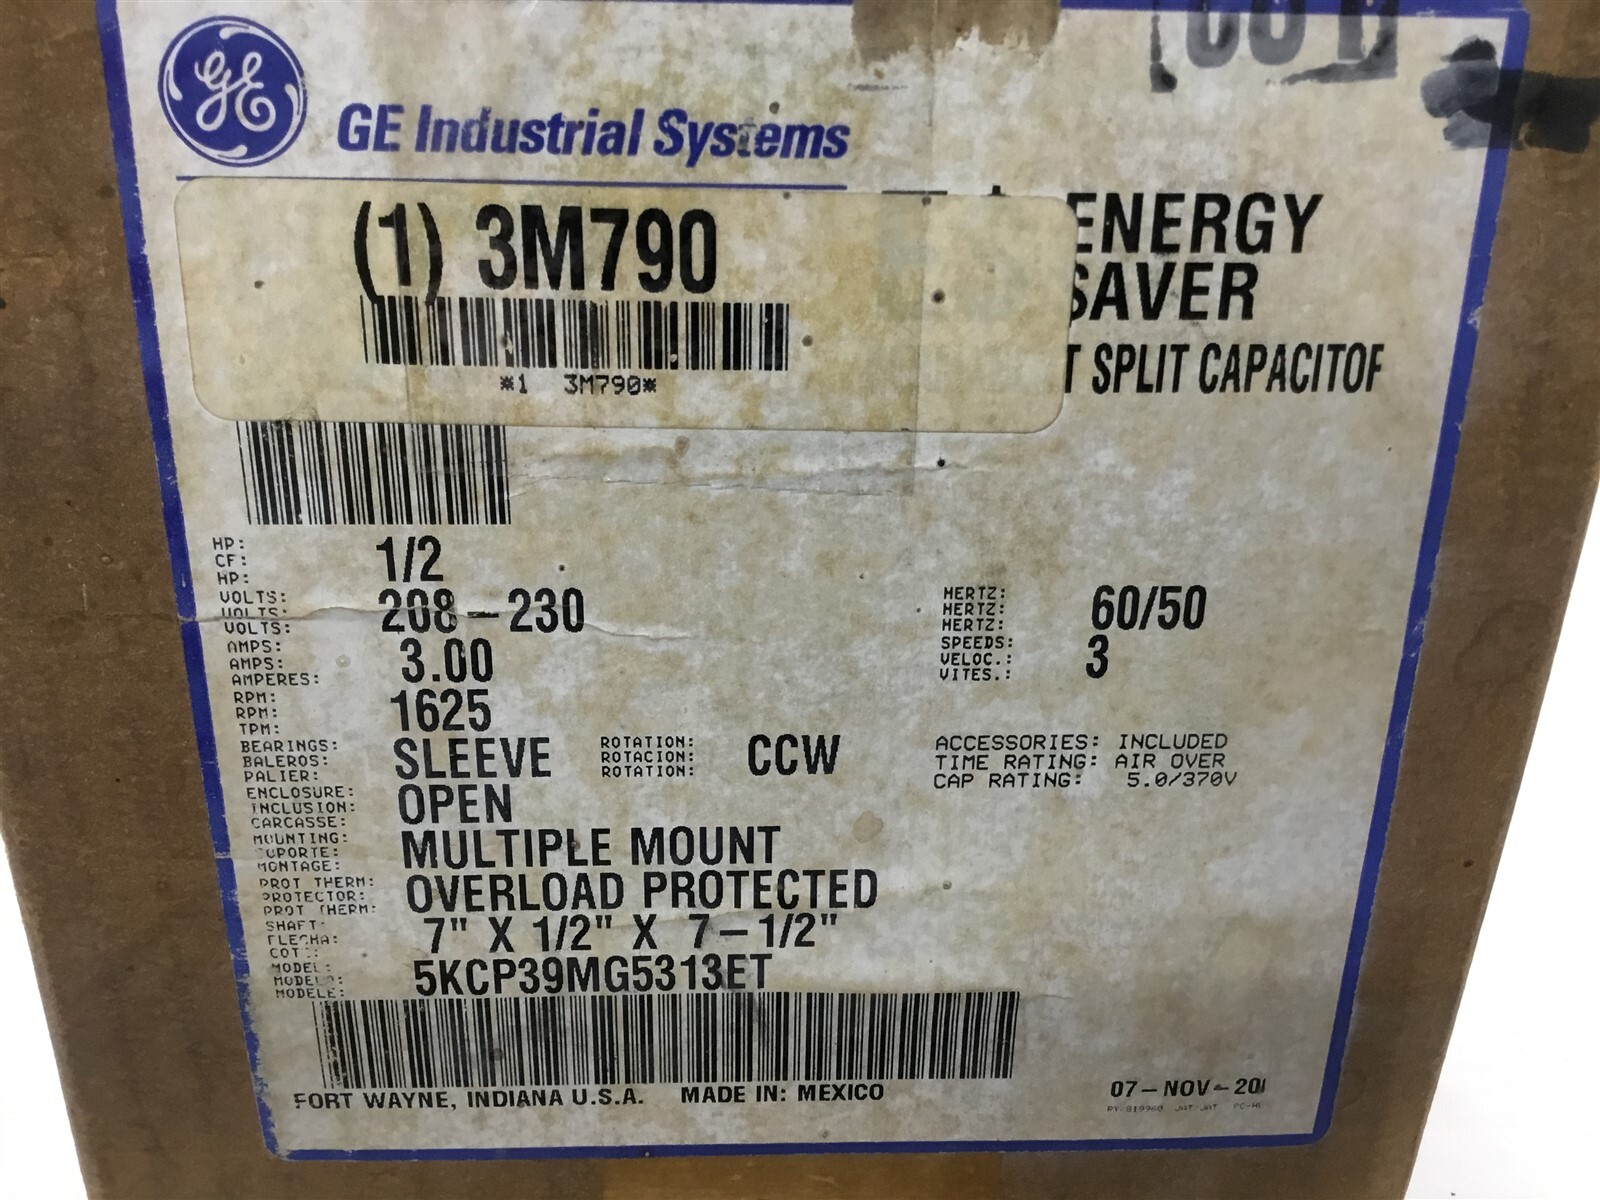 GE
GE Industrial Systems
(1) 3M790
*1 3M790*
ENERGY
SAVER
SPLIT CAPACITOR
HP:
CF:
HP:
1/2
VOLTS:
VOLTS:
VOLTS:
208-230
HERTZ:
HERTZ:
HERTZ:
60/50
AMPS:
AMPS:
AMPERES:
3.00
SPEEDS:
VELOC.:
VITES.:
3
RPM:
RPM:
TPM:
1625
BEARINGS:
BALEROS:
PALIER:
SLEEVE
ROTATION:
ROTACION:
ROTATION:
CCW
ACCESSORIES: INCLUDED
TIME RATING: AIR OVER
CAP RATING: 5.0/370V
ENCLOSURE:
INCLUSION:
CARCASSE:
OPEN
MOUNTING:
SOPORTE:
MONTAGE:
MULTIPLE MOUNT
PROT THERM:
PROTECTOR:
PROT THERM:
OVERLOAD PROTECTED
SHAFT:
FLECHA:
7" X 1/2" X 7-1/2"
MODEL:
MODELO:
MODELE:
5KCP39MG5313ET
FORT WAYNE, INDIANA U.S.A. MADE IN: MEXICO
07-NOV-20